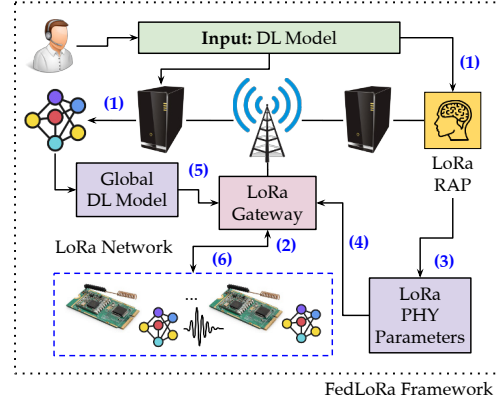 Input: DL Model
(1)
(1)
LoRa
RAP
Global
DL Model
(5)
LoRa
Gateway
LoRa Network
(6)
(2)
(4)
(3)
...
LoRa
PHY
Parameters
FedLoRa Framework